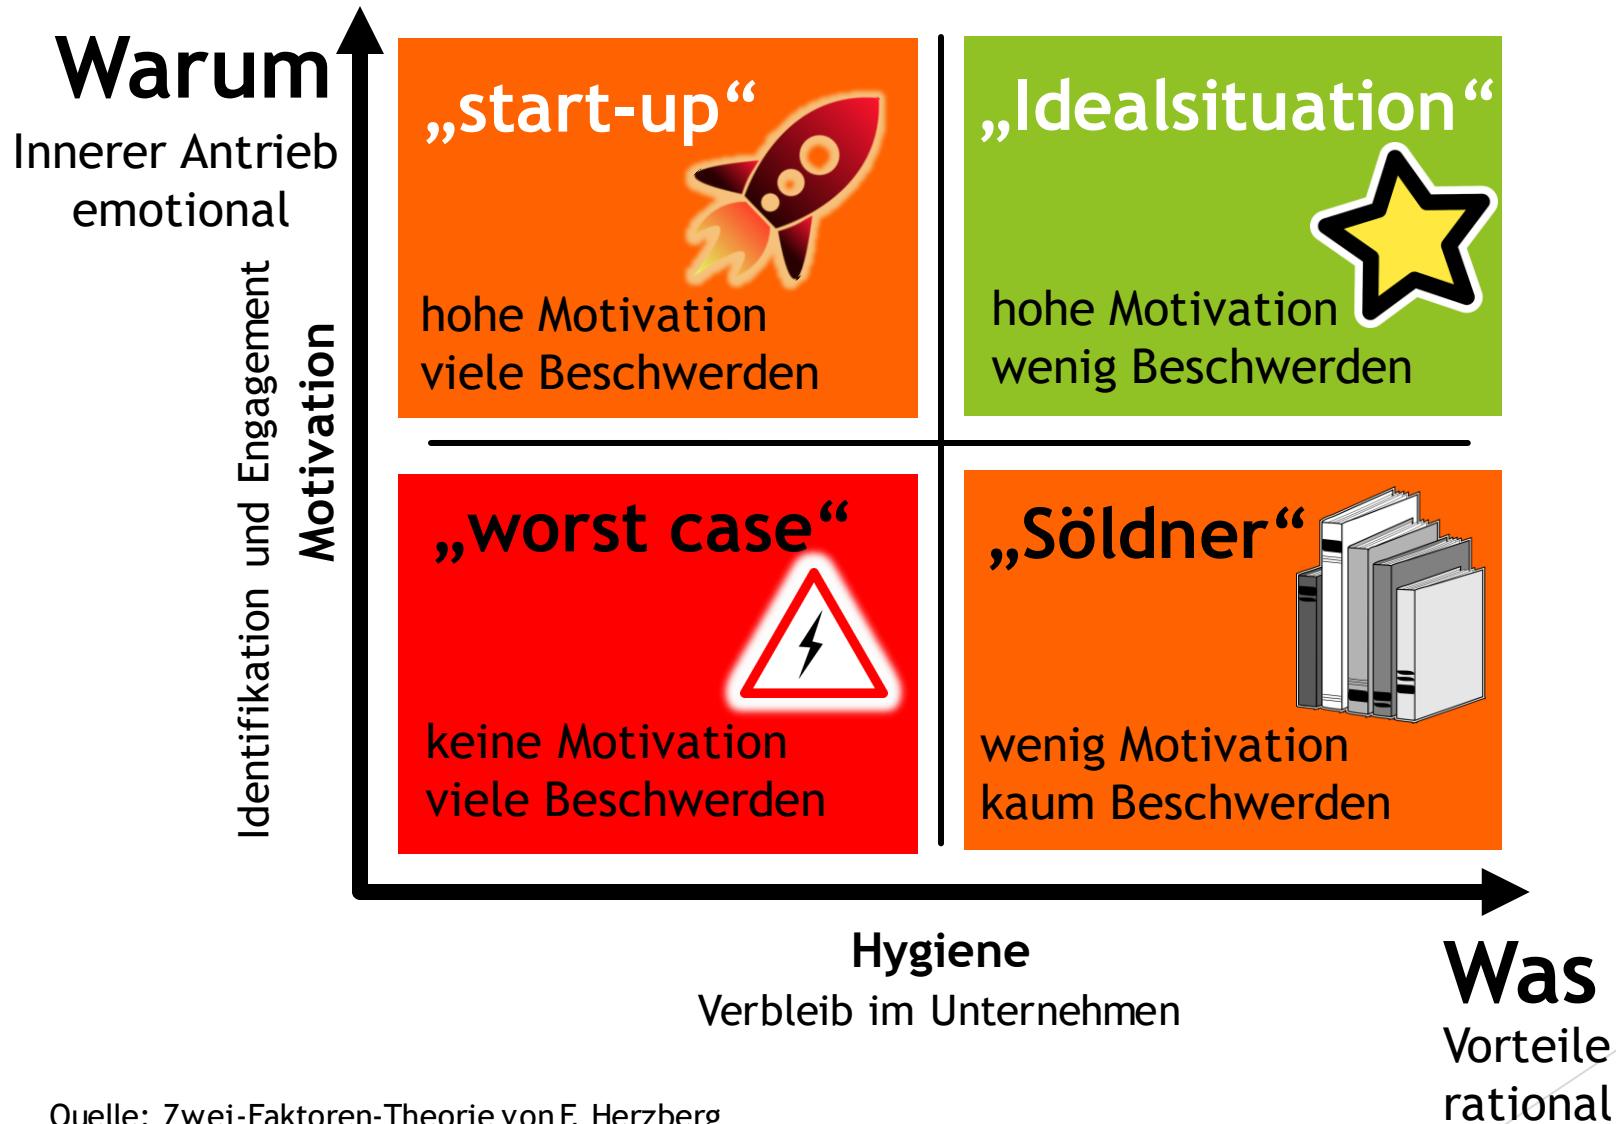 Warum
Innerer Antrieb
emotional
Identifikation und Engagement
Motivation
„start-up“
hohe Motivation
viele Beschwerden
„Idealsituation“
hohe Motivation
wenig Beschwerden
„worst case“
keine Motivation
viele Beschwerden
„Söldner“
wenig Motivation
kaum Beschwerden
Hygiene
Verbleib im Unternehmen
Was
Vorteile
rational
Quelle: Zwei-Faktoren-Theorie von F. Herzberg